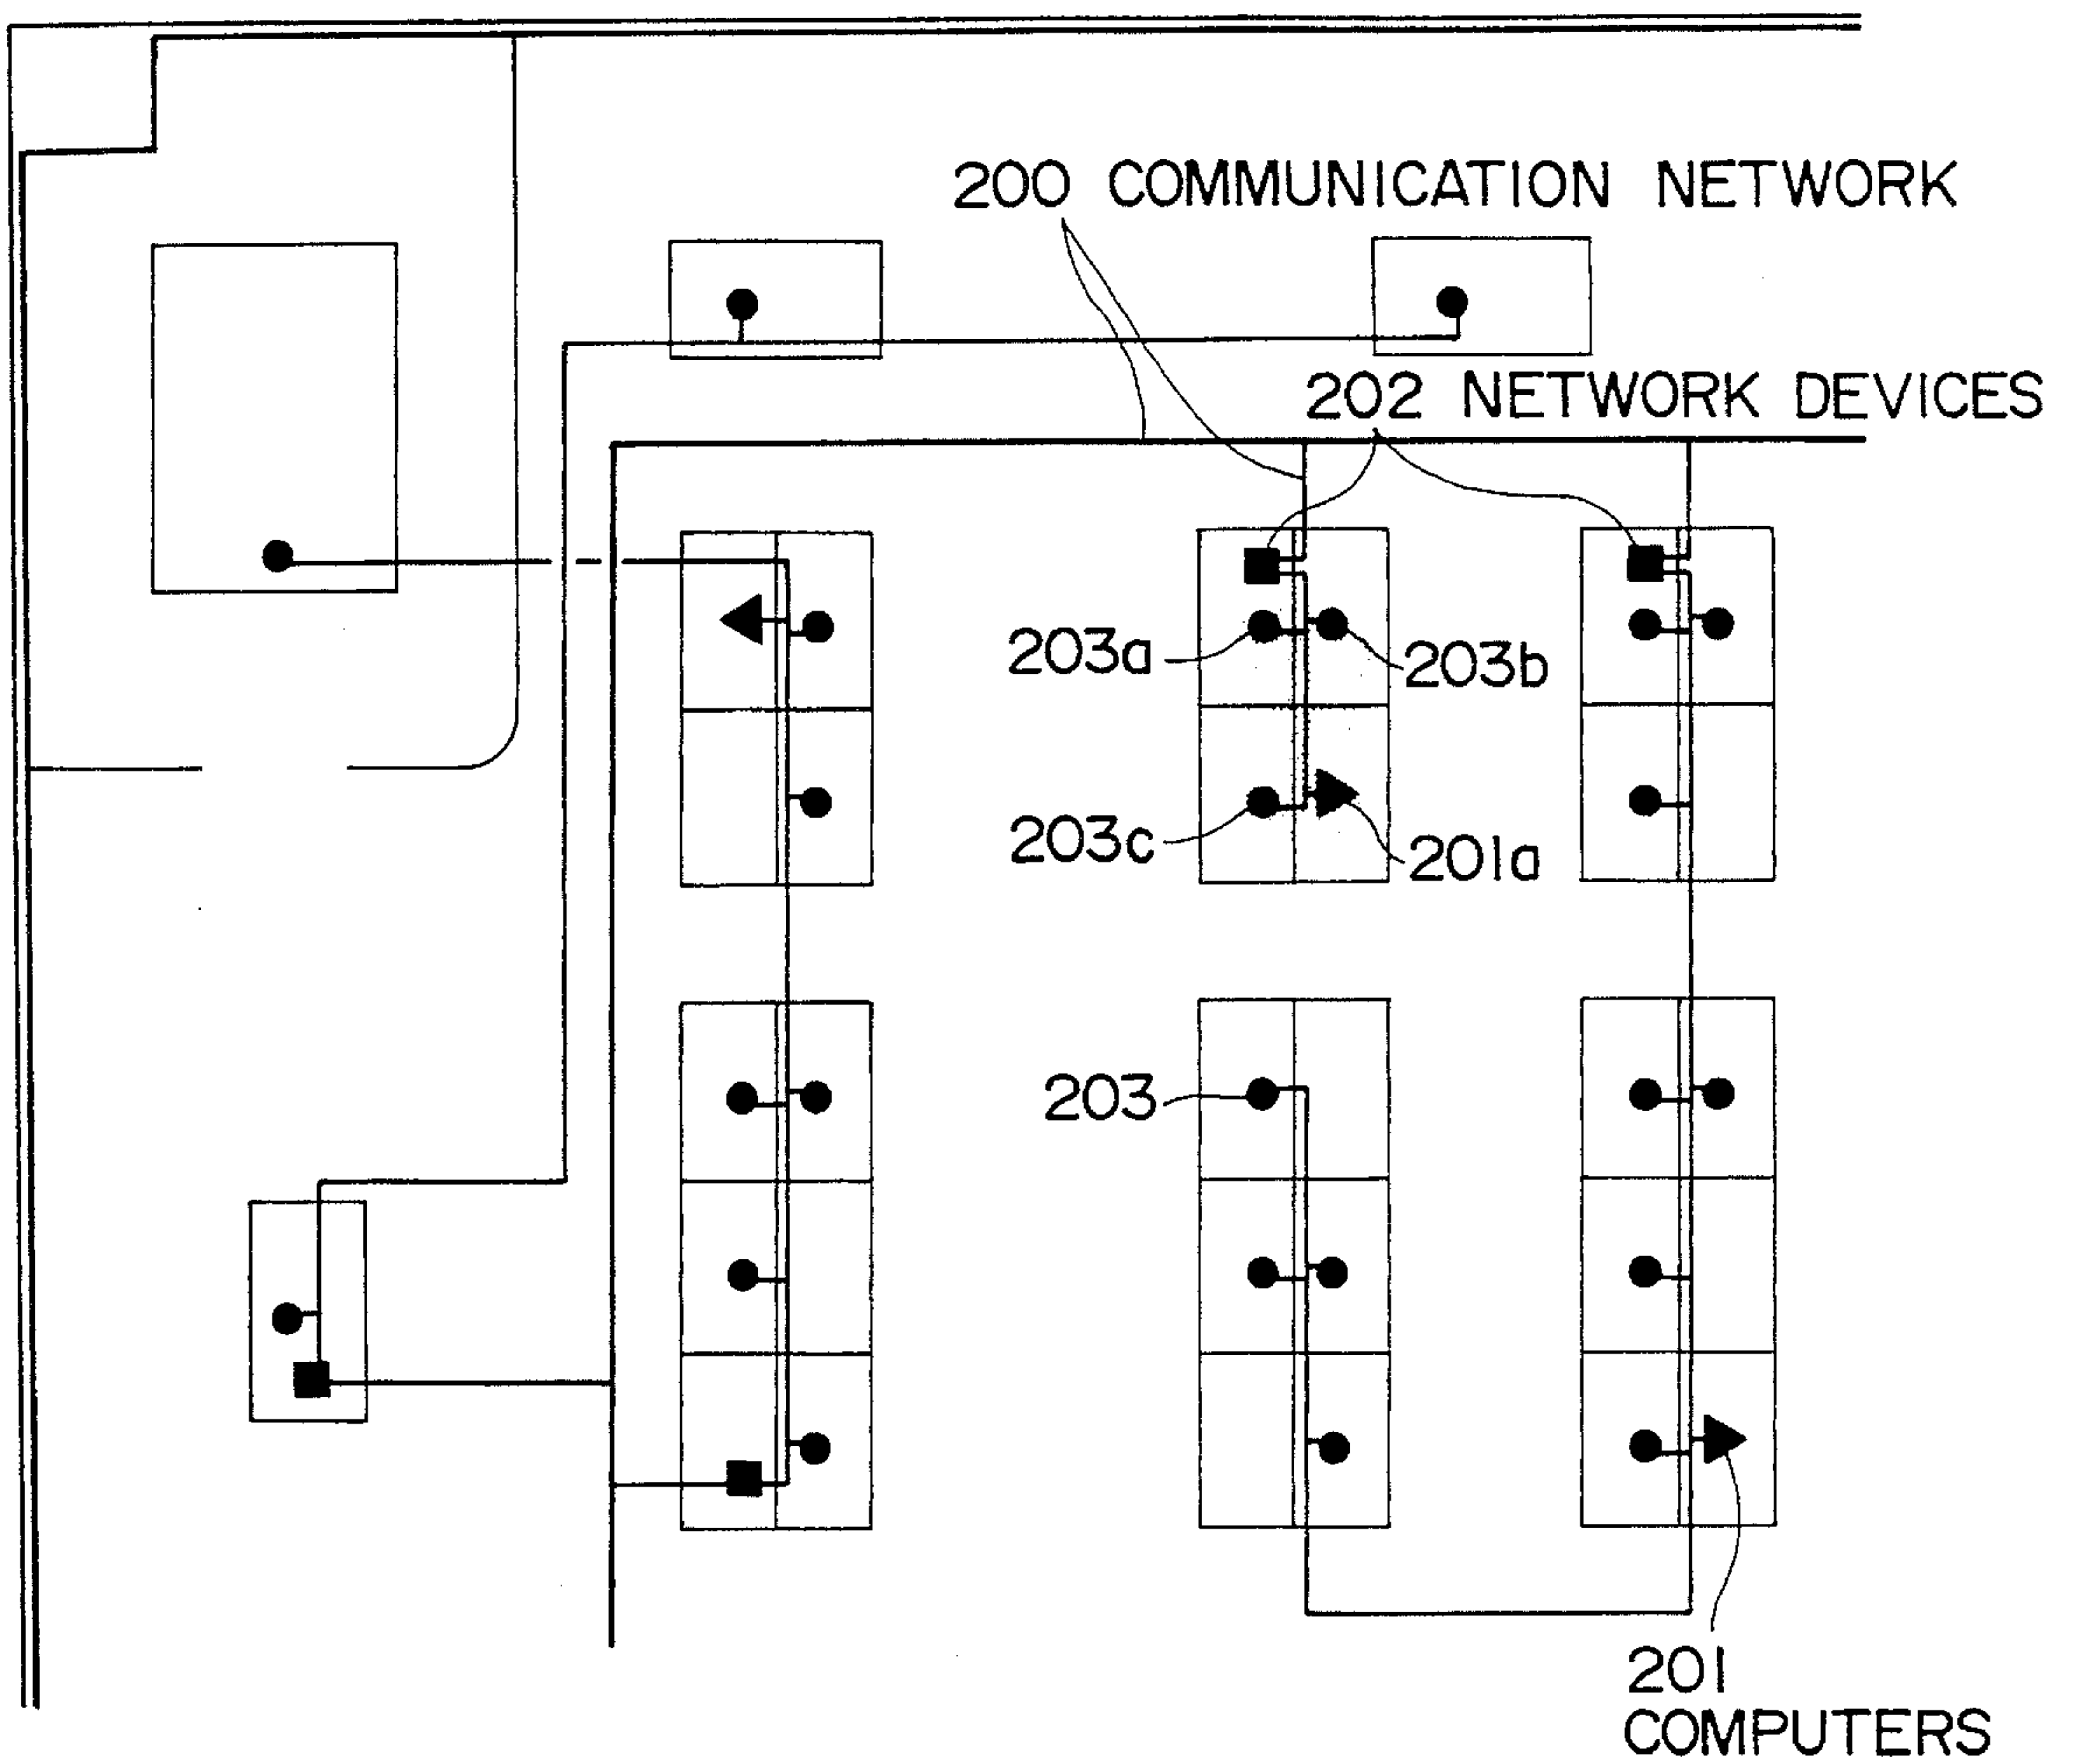 200 COMMUNICATION NETWORK
202 NETWORK DEVICES
203a
203b
203c
201a
203
201
COMPUTERS